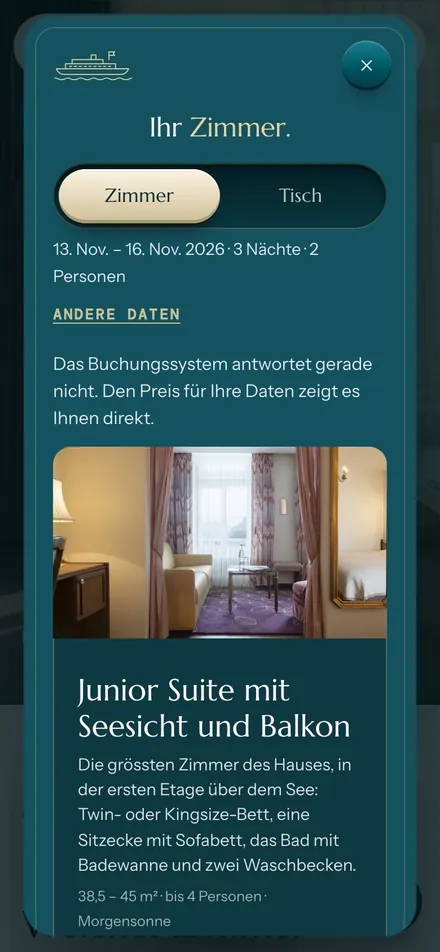 Ihr Zimmer.
Zimmer
Tisch
13. Nov. – 16. Nov. 2026 · 3 Nächte · 2
Personen
ANDERE DATEN
Das Buchungssystem antwortet gerade
nicht. Den Preis für Ihre Daten zeigt es
Ihnen direkt.
Junior Suite mit
Seesicht und Balkon
Die grössten Zimmer des Hauses, in
der ersten Etage über dem See:
Twin- oder Kingsize-Bett, eine
Sitzecke mit Sofabett, das Bad mit
Badewanne und zwei Waschbecken.
38,5 – 45 m² · bis 4 Personen ·
Morgensonne